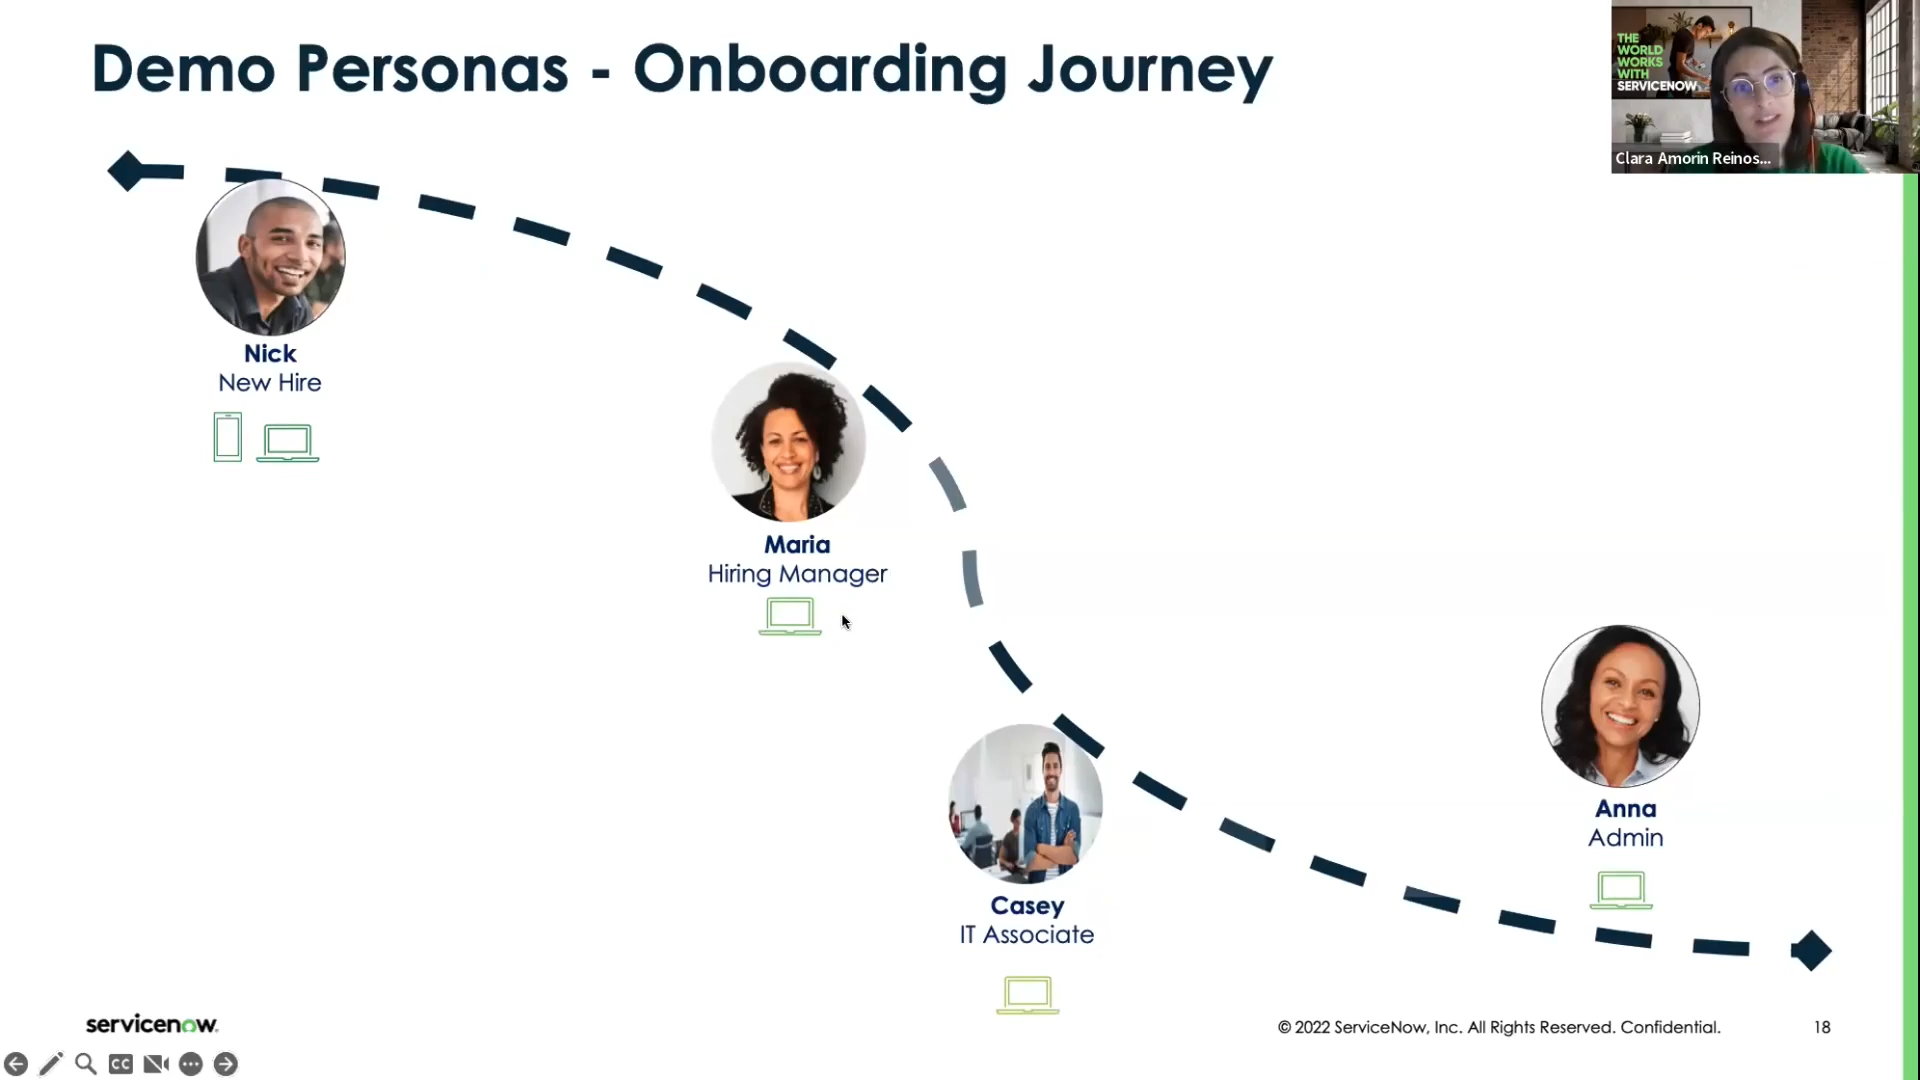 Demo Personas - Onboarding Journey
THE
WORLD
WORKS
WITH
SERVICENOW
Clara Amorin Reinos...
Nick
New Hire
Maria
Hiring Manager
Anna
Admin
Casey
IT Associate
servicenow.
© 2022 ServiceNow, Inc. All Rights Reserved. Confidential.
18
CC